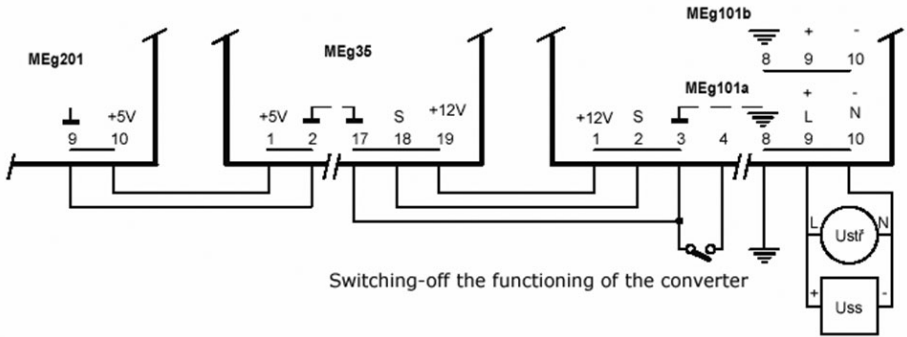 MEg101b
+ -
8 9 10
MEg201
MEg35
MEg101a
+ -
+5V
+5V
S
+12V
+12V
S
L
N
9 10
1 2 17 18 19
1 2 3 4 8 9 10
L
Ustř
N
Switching-off the functioning of the converter
+
Uss
-